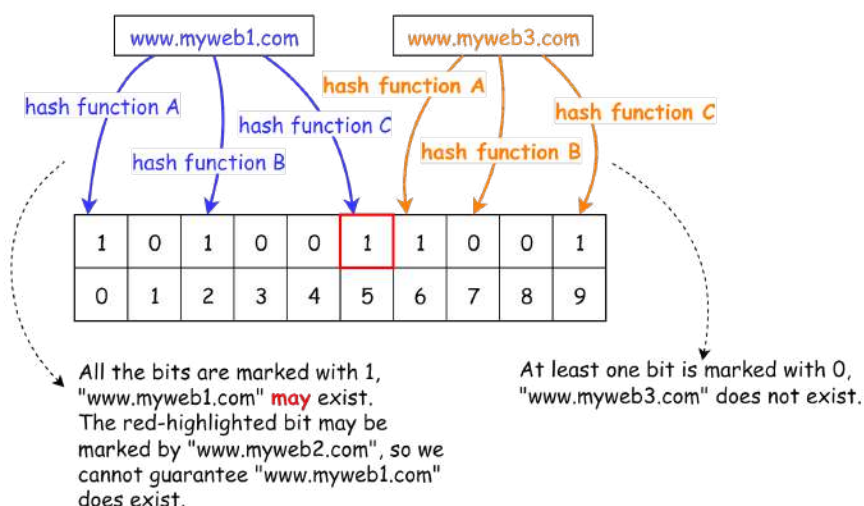 www.myweb1.com
www.myweb3.com
hash function A
hash function B
hash function C
hash function A
hash function B
hash function C
1 0 1 0 0 1 1 0 0 1
0 1 2 3 4 5 6 7 8 9
All the bits are marked with 1,
"www.myweb1.com" may exist.
The red-highlighted bit may be
marked by "www.myweb2.com", so we
cannot guarantee "www.myweb1.com"
does exist.
At least one bit is marked with 0,
"www.myweb3.com" does not exist.